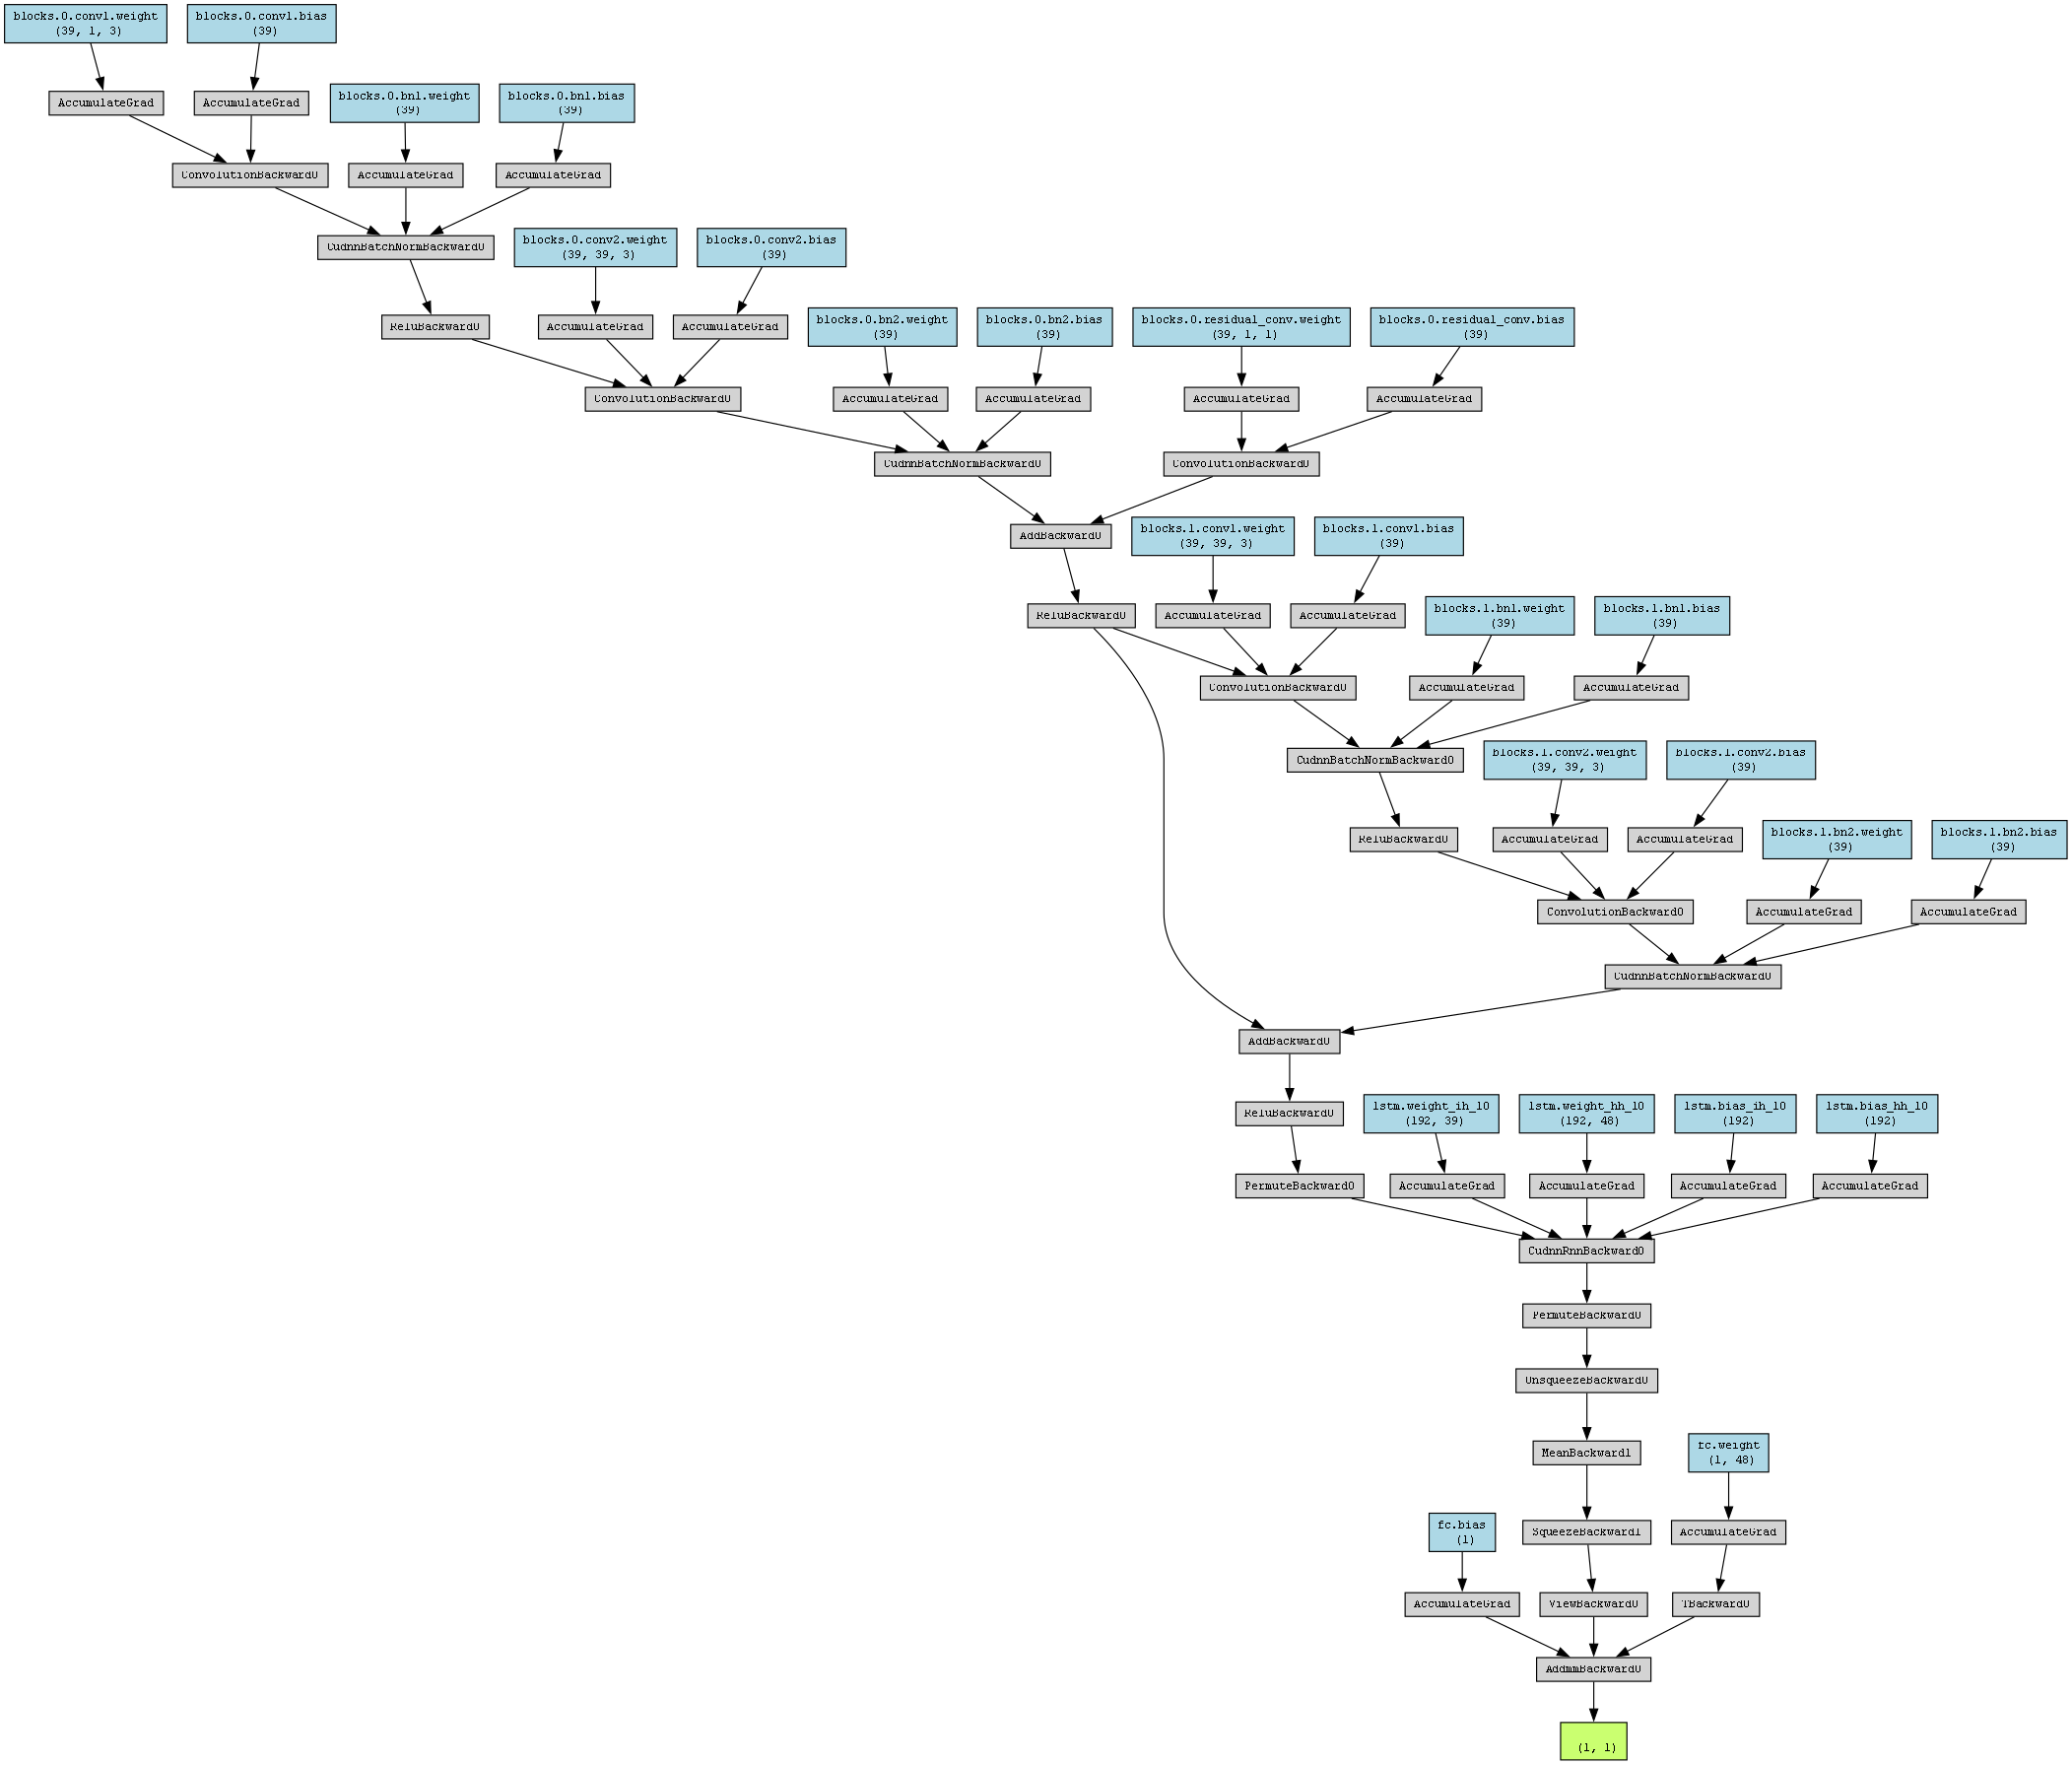 blocks.0.conv1.weight
(39, 1, 3)
blocks.0.conv1.bias
(39)
AccumulateGrad
AccumulateGrad
blocks.0.bn1.weight
(39)
blocks.0.bn1.bias
(39)
ConvolutionBackward0
AccumulateGrad
AccumulateGrad
CudnnBatchNormBackward0
blocks.0.conv2.weight
(39, 39, 3)
blocks.0.conv2.bias
(39)
ReluBackward0
AccumulateGrad
AccumulateGrad
blocks.0.bn2.weight
(39)
blocks.0.bn2.bias
(39)
blocks.0.residual_conv.weight
(39, 1, 1)
blocks.0.residual_conv.bias
(39)
ConvolutionBackward0
AccumulateGrad
AccumulateGrad
AccumulateGrad
AccumulateGrad
CudnnBatchNormBackward0
ConvolutionBackward0
AddBackward0
blocks.1.conv1.weight
(39, 39, 3)
blocks.1.conv1.bias
(39)
ReluBackward0
AccumulateGrad
AccumulateGrad
blocks.1.bn1.weight
(39)
blocks.1.bn1.bias
(39)
ConvolutionBackward0
AccumulateGrad
AccumulateGrad
CudnnBatchNormBackward0
blocks.1.conv2.weight
(39, 39, 3)
blocks.1.conv2.bias
(39)
ReluBackward0
AccumulateGrad
AccumulateGrad
blocks.1.bn2.weight
(39)
blocks.1.bn2.bias
(39)
ConvolutionBackward0
AccumulateGrad
AccumulateGrad
CudnnBatchNormBackward0
AddBackward0
ReluBackward0
lstm.weight_ih_l0
(192, 39)
lstm.weight_hh_l0
(192, 48)
lstm.bias_ih_l0
(192)
lstm.bias_hh_l0
(192)
PermuteBackward0
AccumulateGrad
AccumulateGrad
AccumulateGrad
AccumulateGrad
CudnnRnnBackward0
PermuteBackward0
UnsqueezeBackward0
MeanBackward1
fc.weight
(1, 48)
fc.bias
(1)
SqueezeBackward1
AccumulateGrad
AccumulateGrad
ViewBackward0
TBackward0
AddmmBackward0
(1, 1)